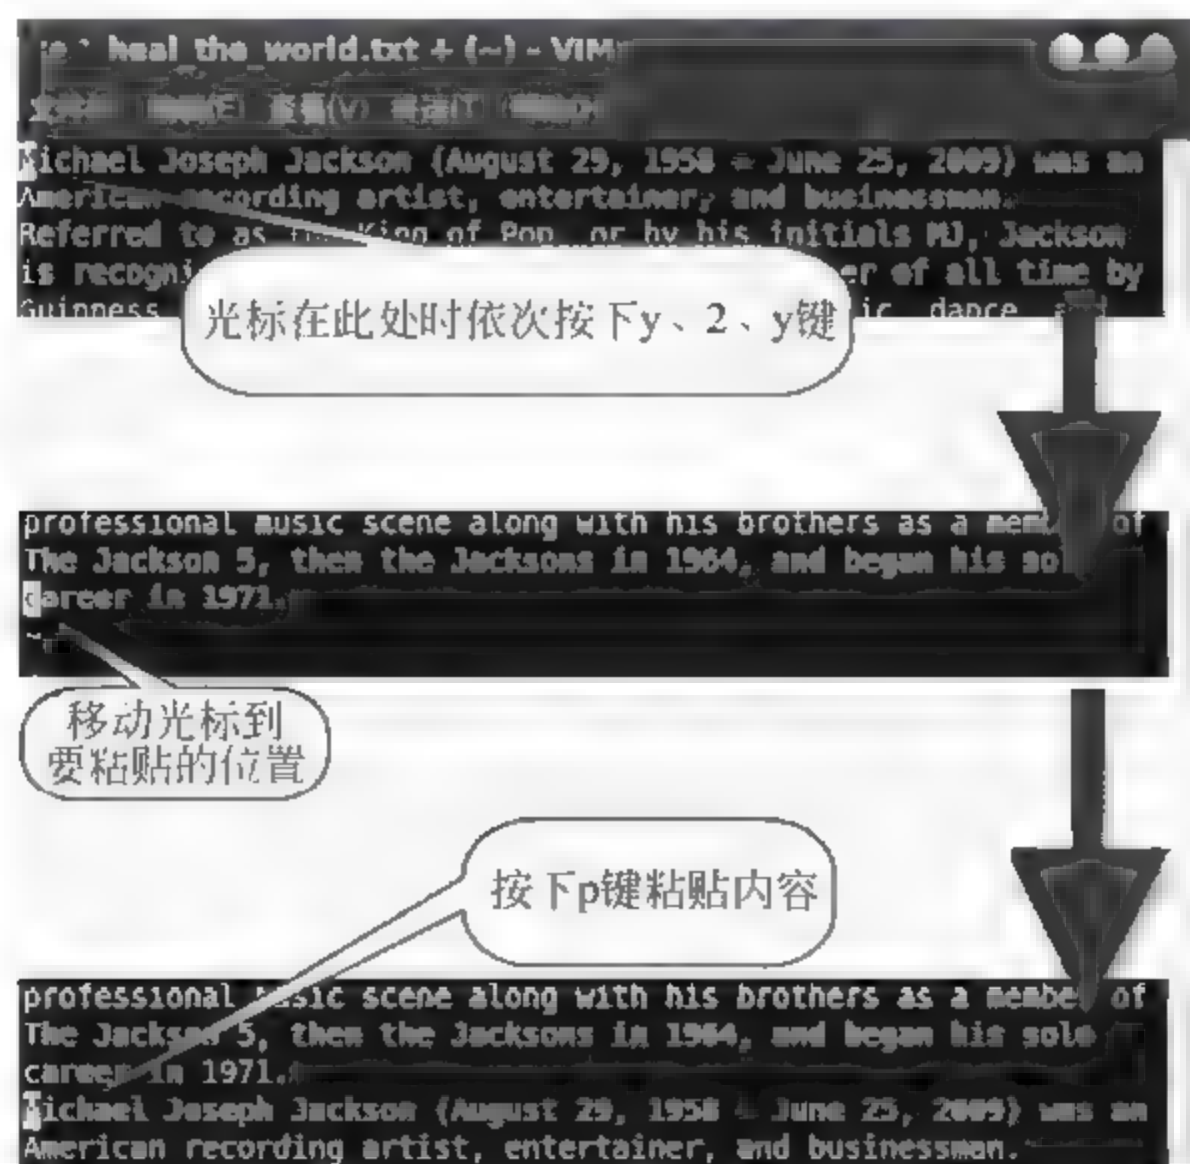 heal_the_world.txt + (~) - VIM
(E) 查看(V)
Michael Joseph Jackson (August 29, 1958 – June 25, 2009) was an
American recording artist, entertainer, and businessman.
Referred to as the King of Pop, or by his initials MJ, Jackson
is recogni er of all time by
Guinness ic, dance and
光标在此处时依次按下y、2、y键
professional music scene along with his brothers as a member of
The Jackson 5, then the Jacksons in 1964, and began his solo
career in 1971.
~
移动光标到
要粘贴的位置
按下p键粘贴内容
professional music scene along with his brothers as a member of
The Jackson 5, then the Jacksons in 1964, and began his solo
career in 1971.
Michael Joseph Jackson (August 29, 1958 – June 25, 2009) was an
American recording artist, entertainer, and businessman.